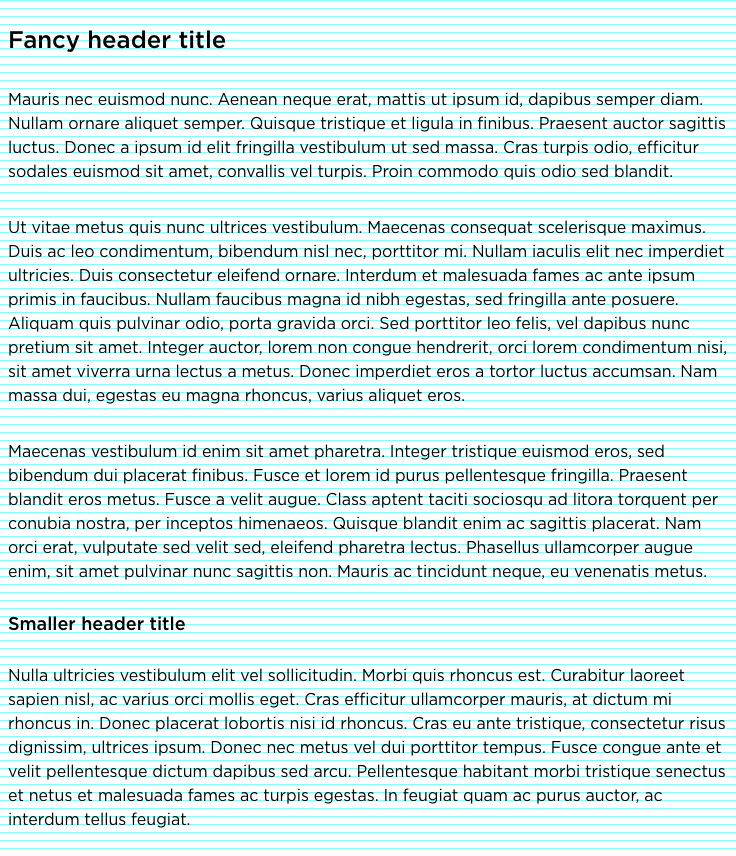 Fancy header title
Mauris nec euismod nunc. Aenean neque erat, mattis ut ipsum id, dapibus semper diam.
Nullam ornare aliquet semper. Quisque tristique et ligula in finibus. Praesent auctor sagittis
luctus. Donec a ipsum id elit fringilla vestibulum ut sed massa. Cras turpis odio, efficitur
sodales euismod sit amet, convallis vel turpis. Proin commodo quis odio sed blandit.
Ut vitae metus quis nunc ultrices vestibulum. Maecenas consequat scelerisque maximus.
Duis ac leo condimentum, bibendum nisl nec, porttitor mi. Nullam iaculis elit nec imperdiet
ultricies. Duis consectetur eleifend ornare. Interdum et malesuada fames ac ante ipsum
primis in faucibus. Nullam faucibus magna id nibh egestas, sed fringilla ante posuere.
Aliquam quis pulvinar odio, porta gravida orci. Sed porttitor leo felis, vel dapibus nunc
pretium sit amet. Integer auctor, lorem non congue hendrerit, orci lorem condimentum nisi,
sit amet viverra urna lectus a metus. Donec imperdiet eros a tortor luctus accumsan. Nam
massa dui, egestas eu magna rhoncus, varius aliquet eros.
Maecenas vestibulum id enim sit amet pharetra. Integer tristique euismod eros, sed
bibendum dui placerat finibus. Fusce et lorem id purus pellentesque fringilla. Praesent
blandit eros metus. Fusce a velit augue. Class aptent taciti sociosqu ad litora torquent per
conubia nostra, per inceptos himenaeos. Quisque blandit enim ac sagittis placerat. Nam
orci erat, vulputate sed velit sed, eleifend pharetra lectus. Phasellus ullamcorper augue
enim, sit amet pulvinar nunc sagittis non. Mauris ac tincidunt neque, eu venenatis metus.
Smaller header title
Nulla ultricies vestibulum elit vel sollicitudin. Morbi quis rhoncus est. Curabitur laoreet
sapien nisl, ac varius orci mollis eget. Cras efficitur ullamcorper mauris, at dictum mi
rhoncus in. Donec placerat lobortis nisi id rhoncus. Cras eu ante tristique, consectetur risus
dignissim, ultrices ipsum. Donec nec metus vel dui porttitor tempus. Fusce congue ante et
velit pellentesque dictum dapibus sed arcu. Pellentesque habitant morbi tristique senectus
et netus et malesuada fames ac turpis egestas. In feugiat quam ac purus auctor, ac
interdum tellus feugiat.